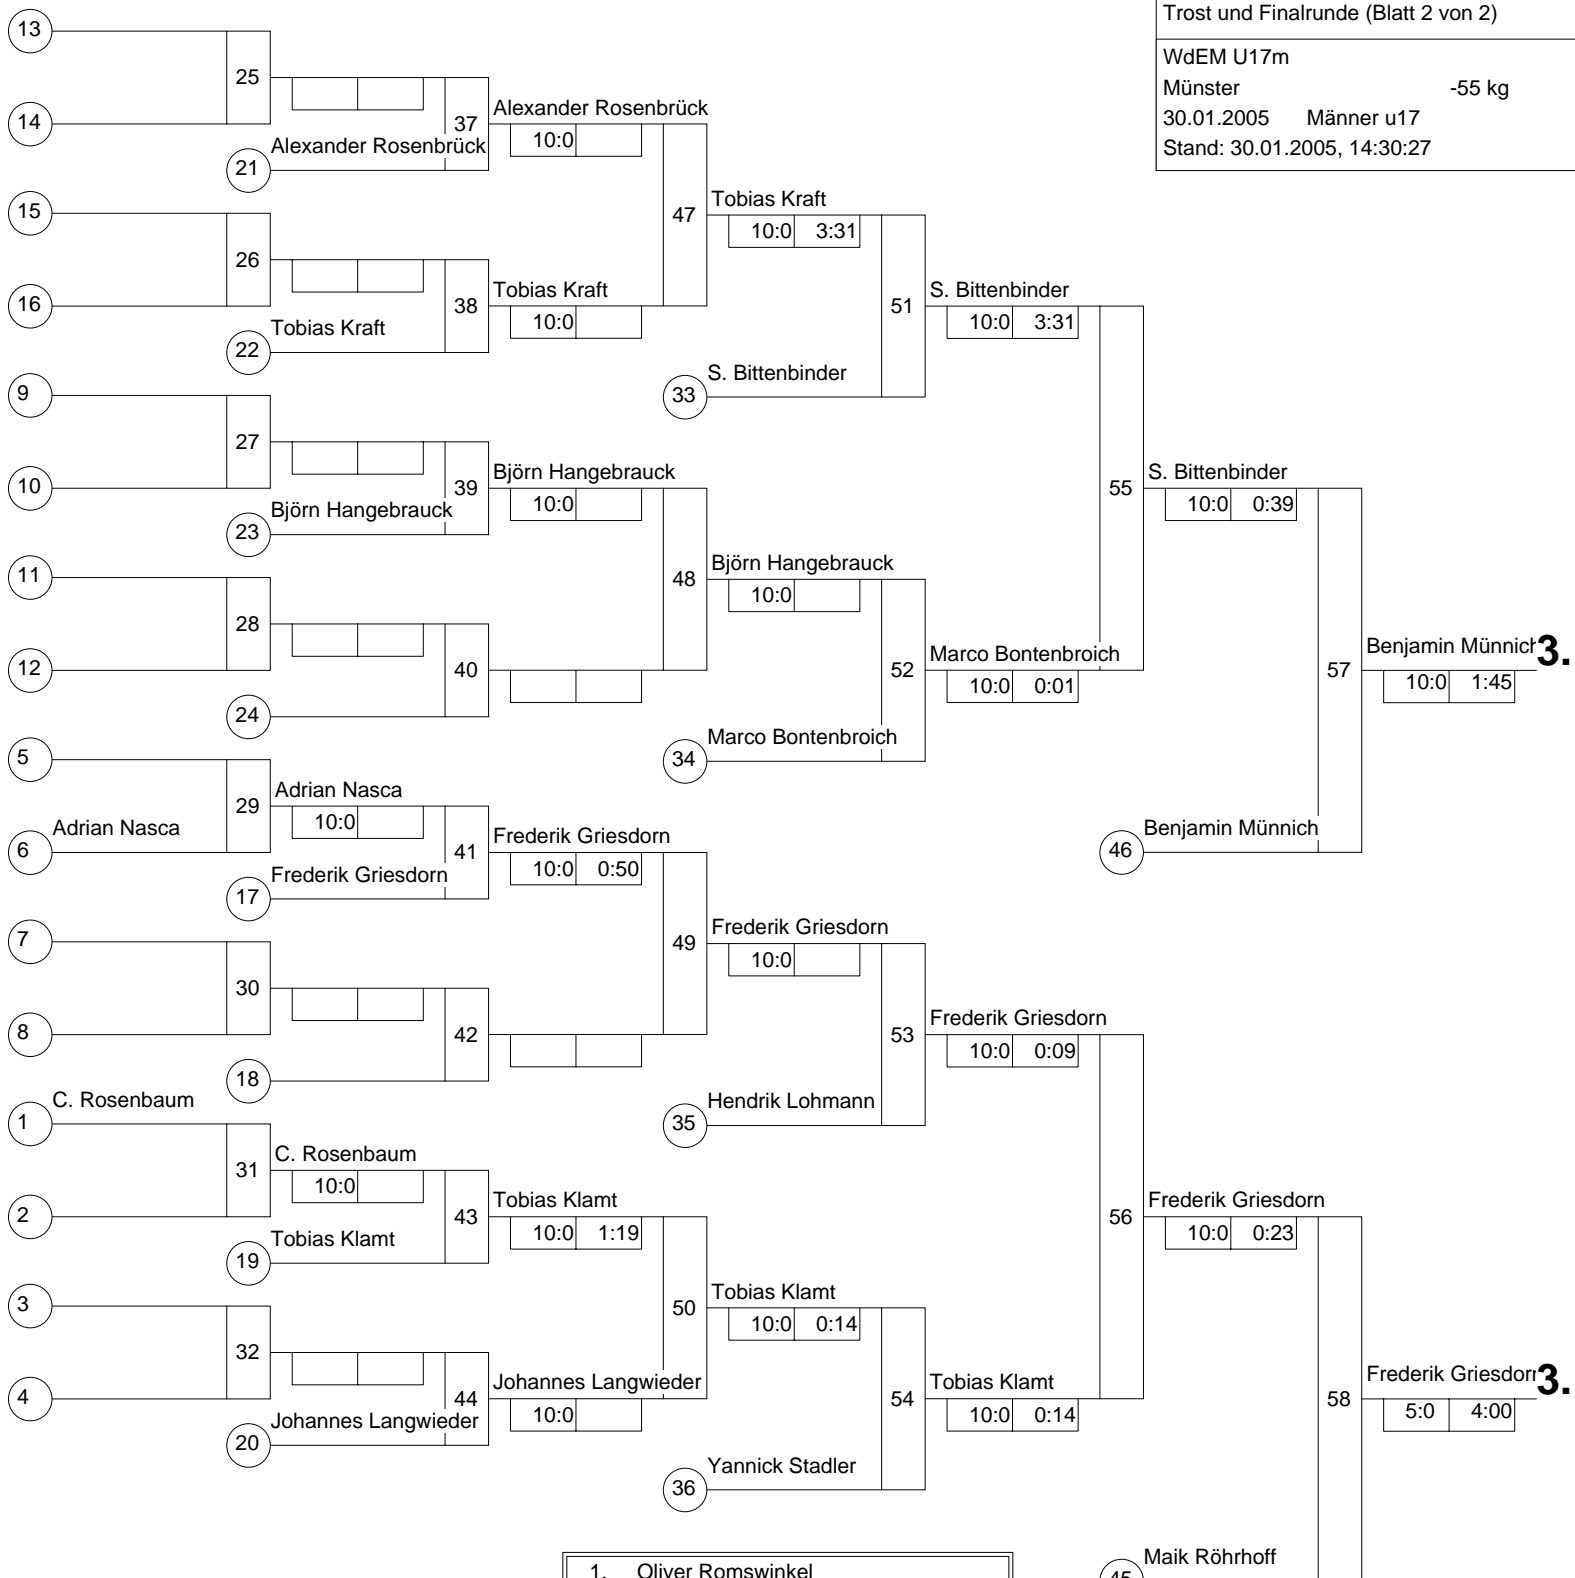 Trost und Finalrunde (Blatt 2 von 2)
WdEM U17m
Münster -55 kg
30.01.2005 Männer u17
Stand: 30.01.2005, 14:30:27
13
25
14
37
Alexander Rosenbrück
10:0
Alexander Rosenbrück
21
15
47
Tobias Kraft
10:0 3:31
26
16
38
Tobias Kraft
10:0
Tobias Kraft
22
51
S. Bittenbinder
10:0 3:31
S. Bittenbinder
33
9
27
10
39
Björn Hangebrauck
10:0
Björn Hangebrauck
23
55
S. Bittenbinder
10:0 0:39
11
48
Björn Hangebrauck
10:0
28
12
40
24
52
Marco Bontenbroich
10:0 0:01
Marco Bontenbroich
34
57
Benjamin Münnich 3.
10:0 1:45
5
29
Adrian Nasca
10:0
Adrian Nasca
6
41
Frederik Griesdorn
10:0 0:50
Frederik Griesdorn
17
Benjamin Münnich
46
7
49
Frederik Griesdorn
10:0
30
8
42
18
53
Frederik Griesdorn
10:0 0:09
Hendrik Lohmann
35
C. Rosenbaum
1
31
C. Rosenbaum
10:0
2
43
Tobias Klamt
10:0 1:19
Tobias Klamt
19
56
Frederik Griesdorn
10:0 0:23
3
50
Tobias Klamt
10:0 0:14
32
4
44
Johannes Langwieder
10:0
Johannes Langwieder
20
54
Tobias Klamt
10:0 0:14
58
Frederik Griesdorn 3.
5:0 4:00
Yannick Stadler
36
Maik Röhrhoff
45
1. Oliver Romswinkel